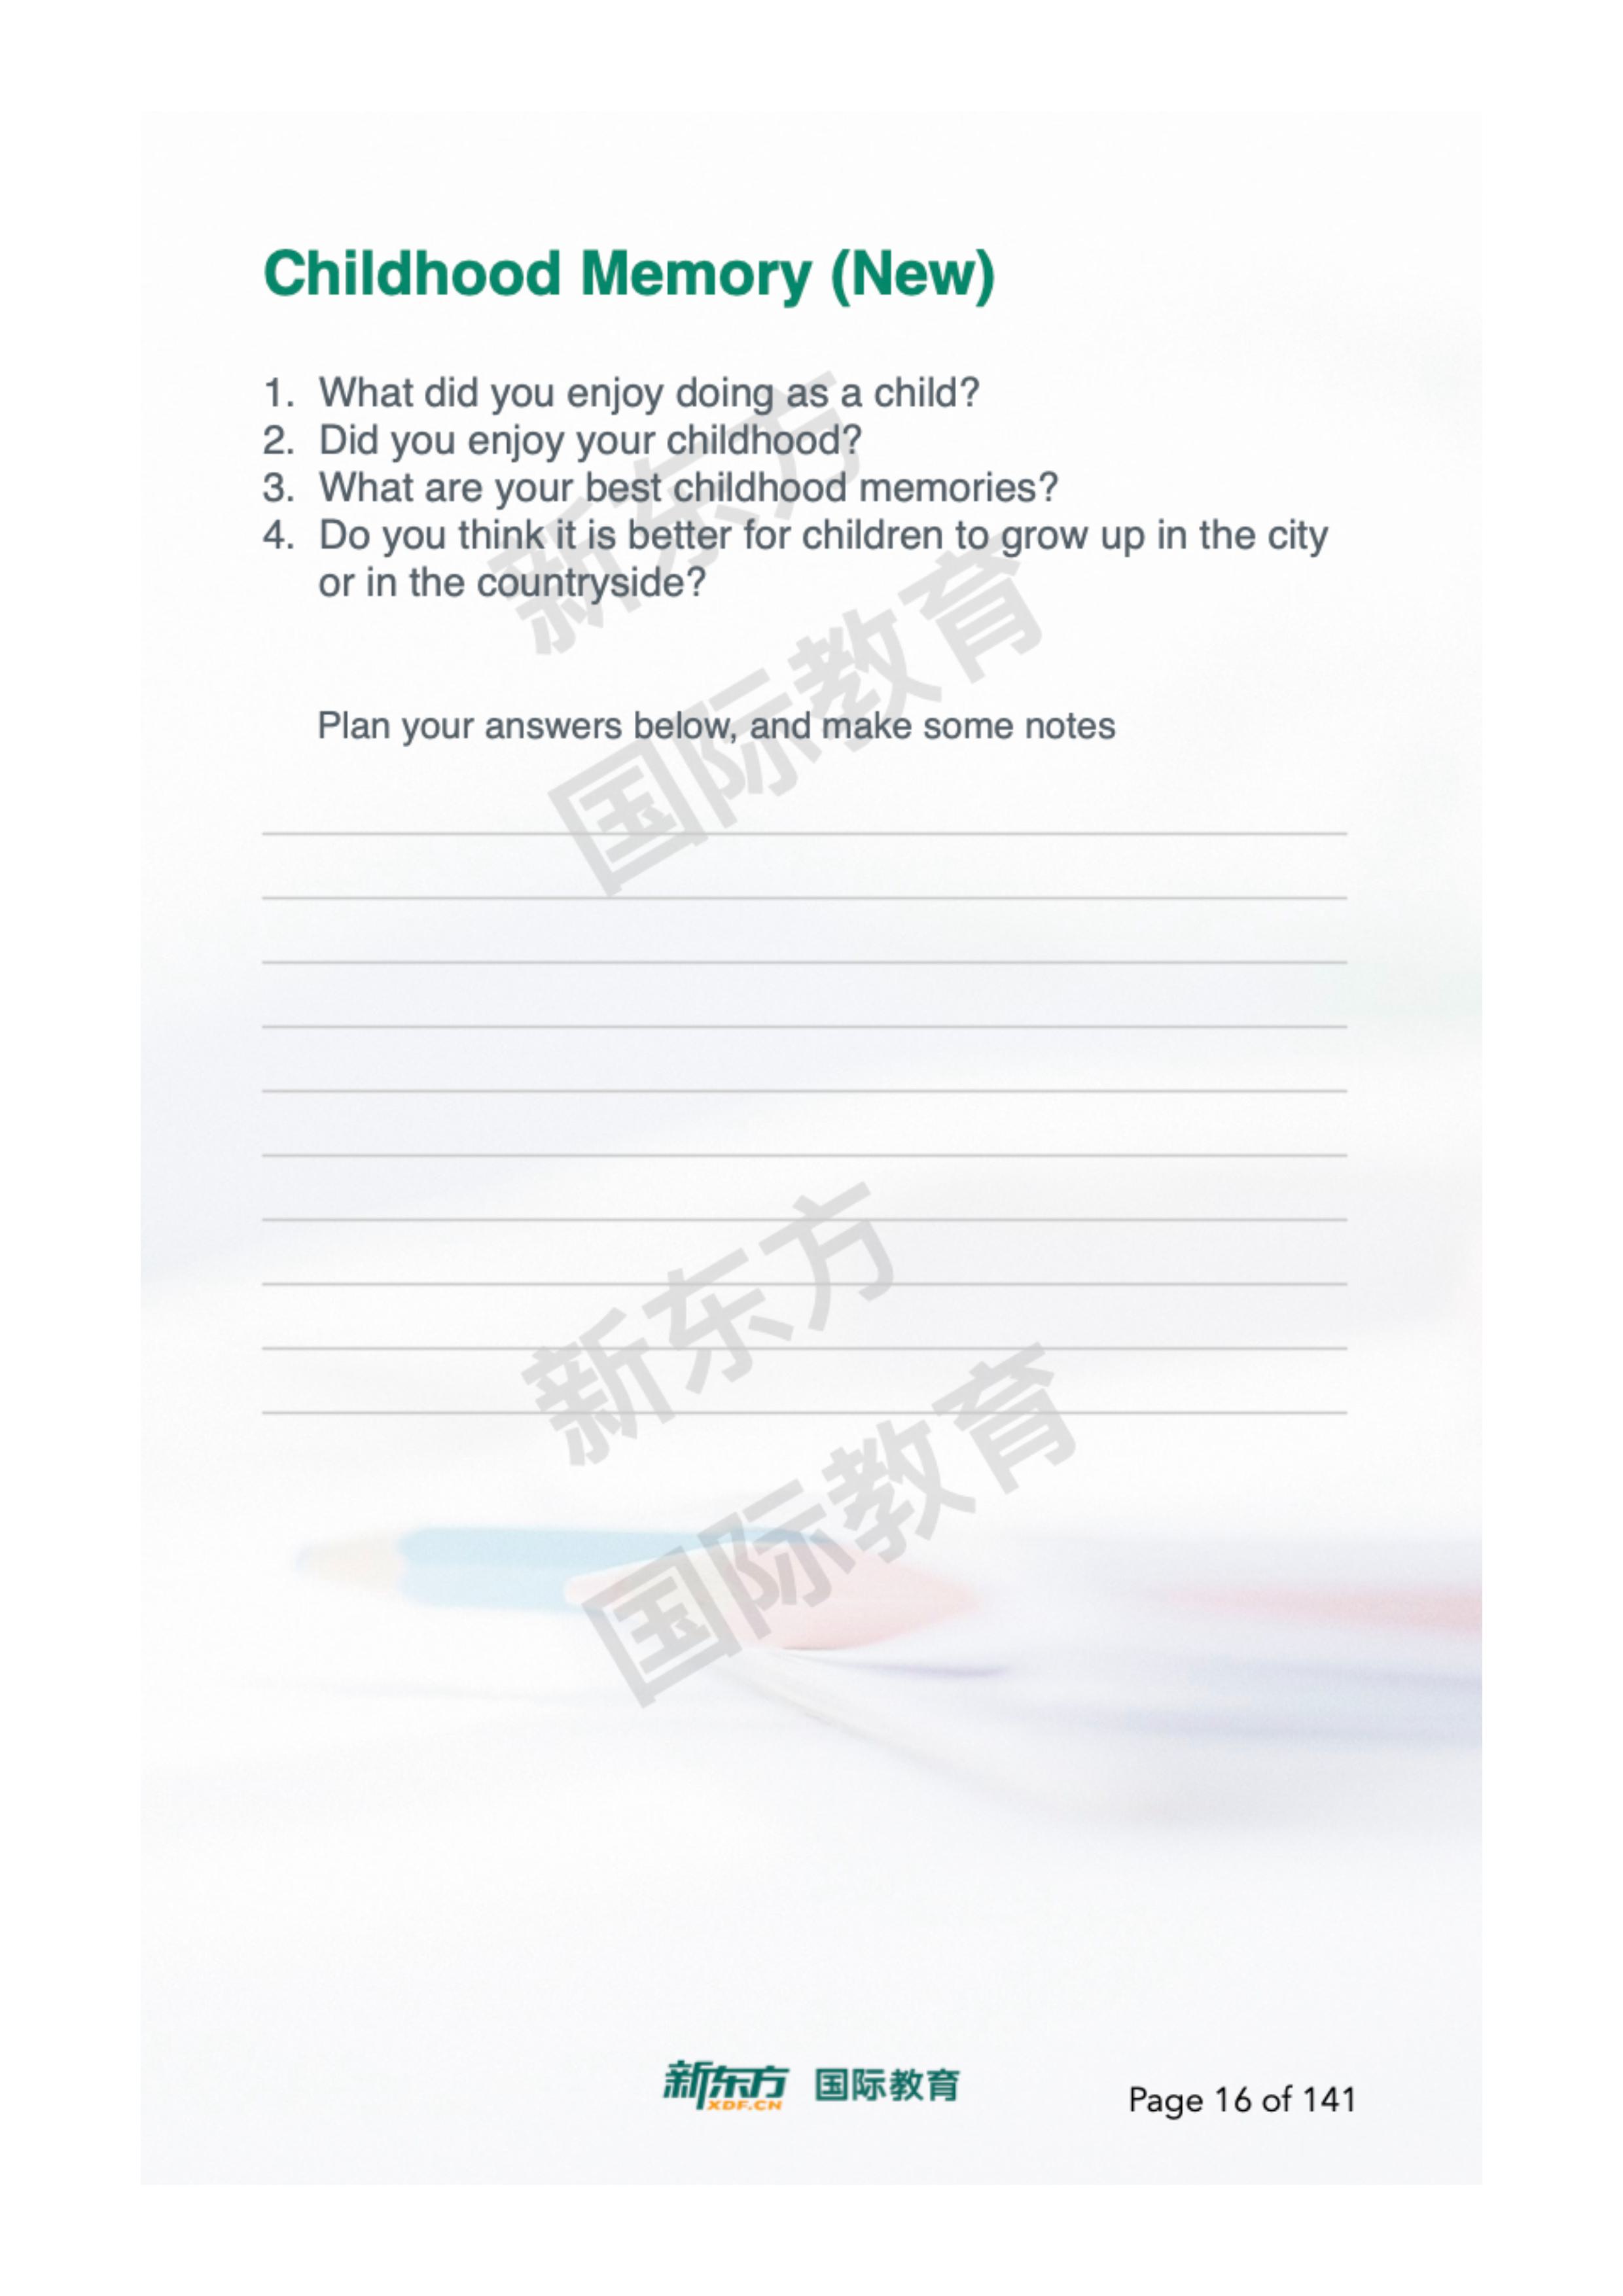 Childhood Memory (New)
1. What did you enjoy doing as a child?
2. Did you enjoy your childhood?
3. What are your best childhood memories?
4. Do you think it is better for children to grow up in the city
or in the countryside?
新东方
国际教育
Plan your answers below, and make some notes
新东方
国际教育
新东方 国际教育
XDF.CN
Page 16 of 141